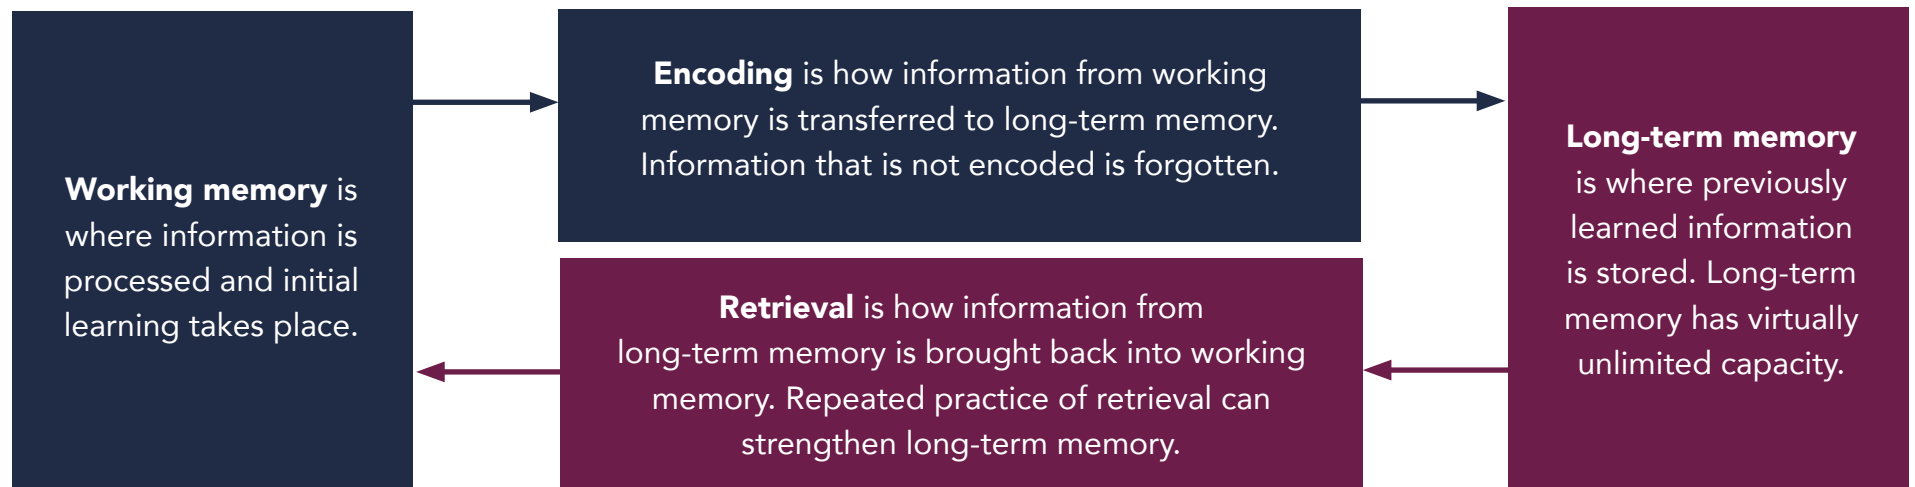 Working memory is
where information is
processed and initial
learning takes place.
Encoding is how information from working
memory is transferred to long-term memory.
Information that is not encoded is forgotten.
Retrieval is how information from
long-term memory is brought back into working
memory. Repeated practice of retrieval can
strengthen long-term memory.
Long-term memory
is where previously
learned information
is stored. Long-term
memory has virtually
unlimited capacity.